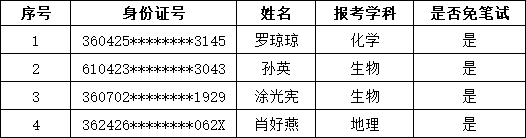 序号 身份证号 姓名 报考学科 是否免笔试
1 360425********3145 罗琼琼 化学 是
2 610423********3043 孙英 生物 是
3 360702********1929 涂光宪 生物 是
4 362426********062X 肖好燕 地理 是